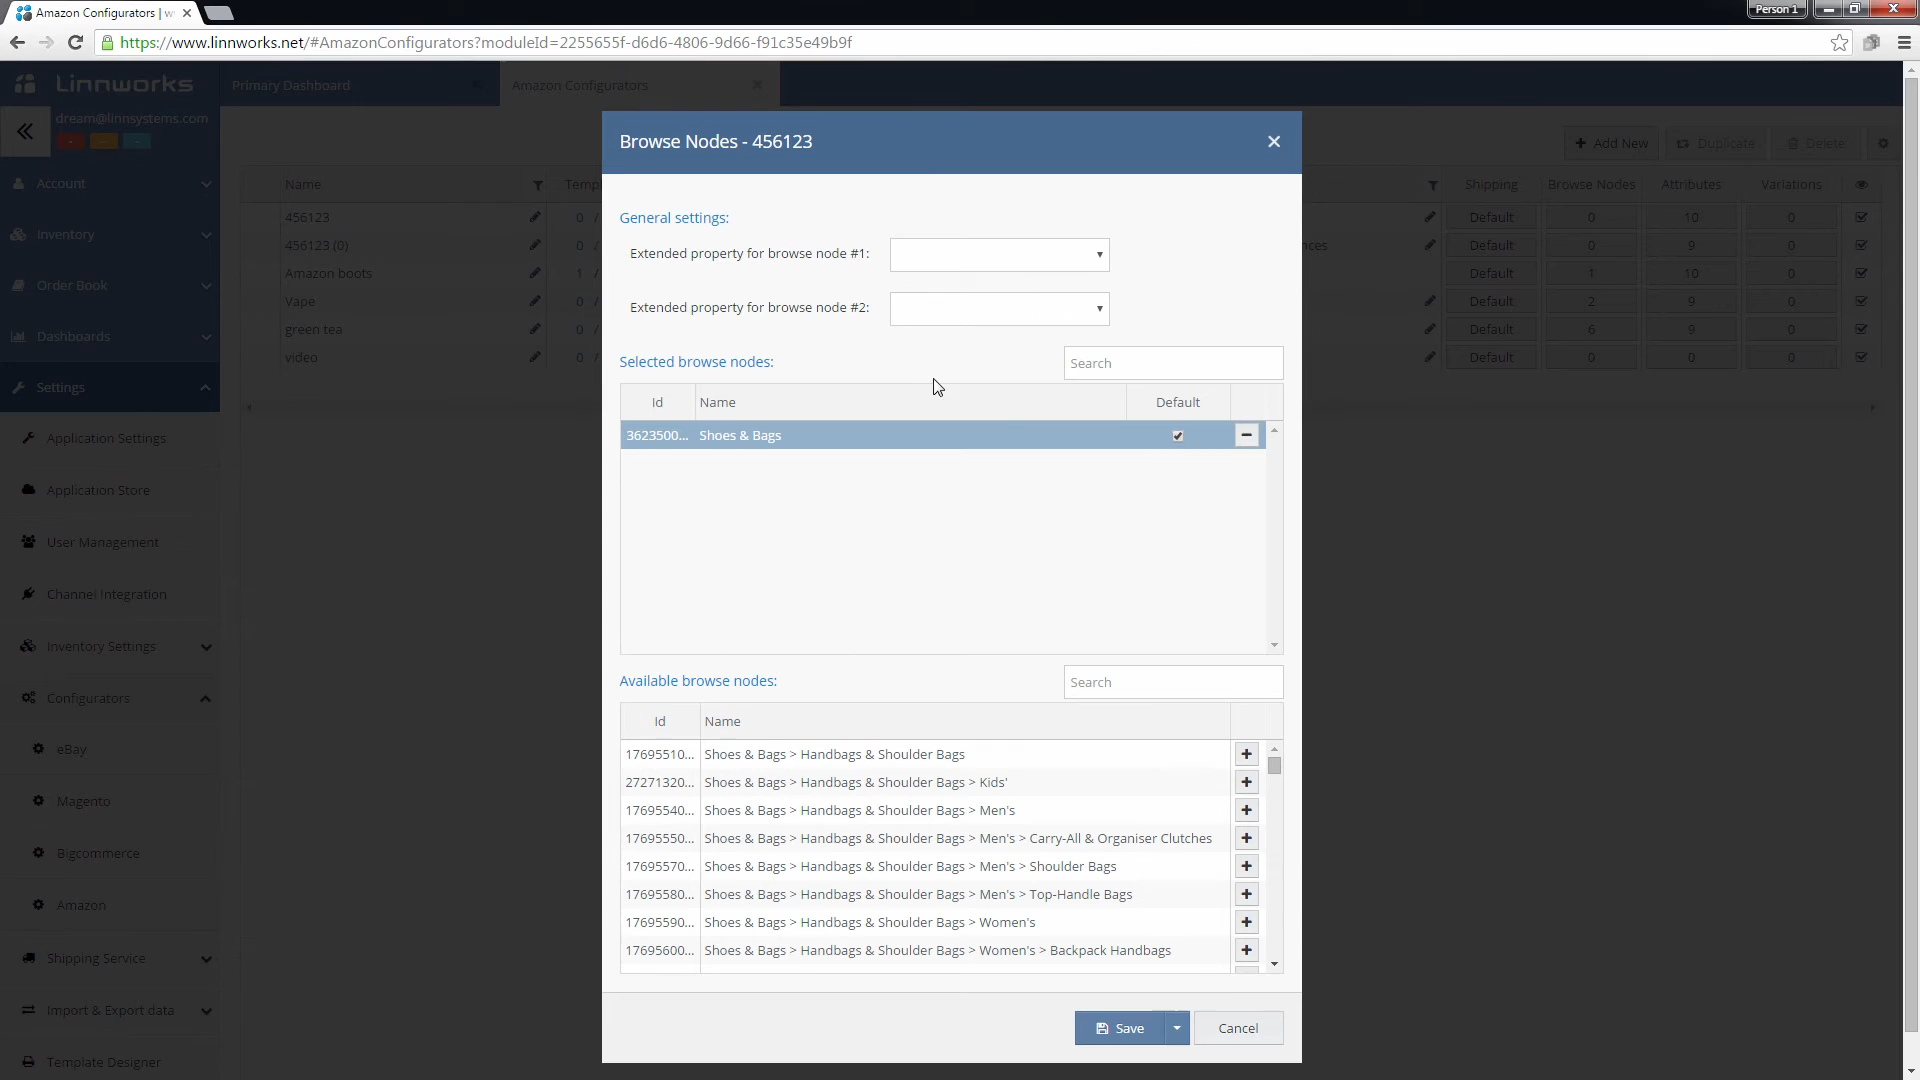 Amazon Configurators | w
Person 1
https://www.linnworks.net/#AmazonConfigurators?moduleId=2255655f-d6d6-4806-9d66-f91c35e49b9f
Linnworks
Primary Dashboard
Amazon Configurators
dream@linnsystems.com
Account
Inventory
Order Book
Dashboards
Settings
Application Settings
Application Store
User Management
Channel Integration
Inventory Settings
Configurators
eBay
Magento
Bigcommerce
Amazon
Shipping Service
Import & Export data
Template Designer
Add New
Duplicate
Delete
Name
Shipping
Browse Nodes
Attributes
Variations
456123
0 /
Default
0
10
0
456123 (0)
0 /
nces
Default
0
9
0
Amazon boots
1 /
Default
1
10
0
Vape
0 /
Default
2
9
0
green tea
0 /
Default
6
9
0
video
0 /
Default
0
0
0
Browse Nodes - 456123
General settings:
Extended property for browse node #1:
Extended property for browse node #2:
Selected browse nodes:
Search
Id Name Default
3623500... Shoes & Bags
Available browse nodes:
Search
Id Name
17695510... Shoes & Bags > Handbags & Shoulder Bags
27271320... Shoes & Bags > Handbags & Shoulder Bags > Kids'
17695540... Shoes & Bags > Handbags & Shoulder Bags > Men's
17695550... Shoes & Bags > Handbags & Shoulder Bags > Men's > Carry-All & Organiser Clutches
17695570... Shoes & Bags > Handbags & Shoulder Bags > Men's > Shoulder Bags
17695580... Shoes & Bags > Handbags & Shoulder Bags > Men's > Top-Handle Bags
17695590... Shoes & Bags > Handbags & Shoulder Bags > Women's
17695600... Shoes & Bags > Handbags & Shoulder Bags > Women's > Backpack Handbags
Save
Cancel